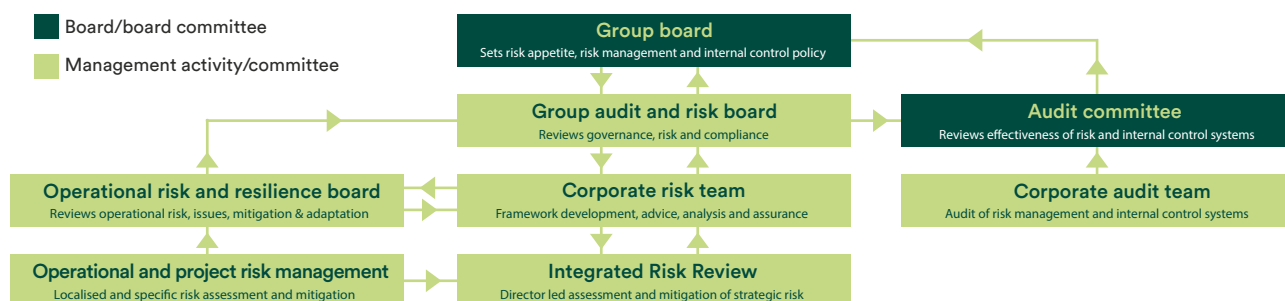 Board/board committee
Management activity/committee
Group board
Sets risk appetite, risk management and internal control policy
Group audit and risk board
Reviews governance, risk and compliance
Audit committee
Reviews effectiveness of risk and internal control systems
Operational risk and resilience board
Reviews operational risk, issues, mitigation & adaptation
Corporate risk team
Framework development, advice, analysis and assurance
Corporate audit team
Audit of risk management and internal control systems
Operational and project risk management
Localised and specific risk assessment and mitigation
Integrated Risk Review
Director led assessment and mitigation of strategic risk